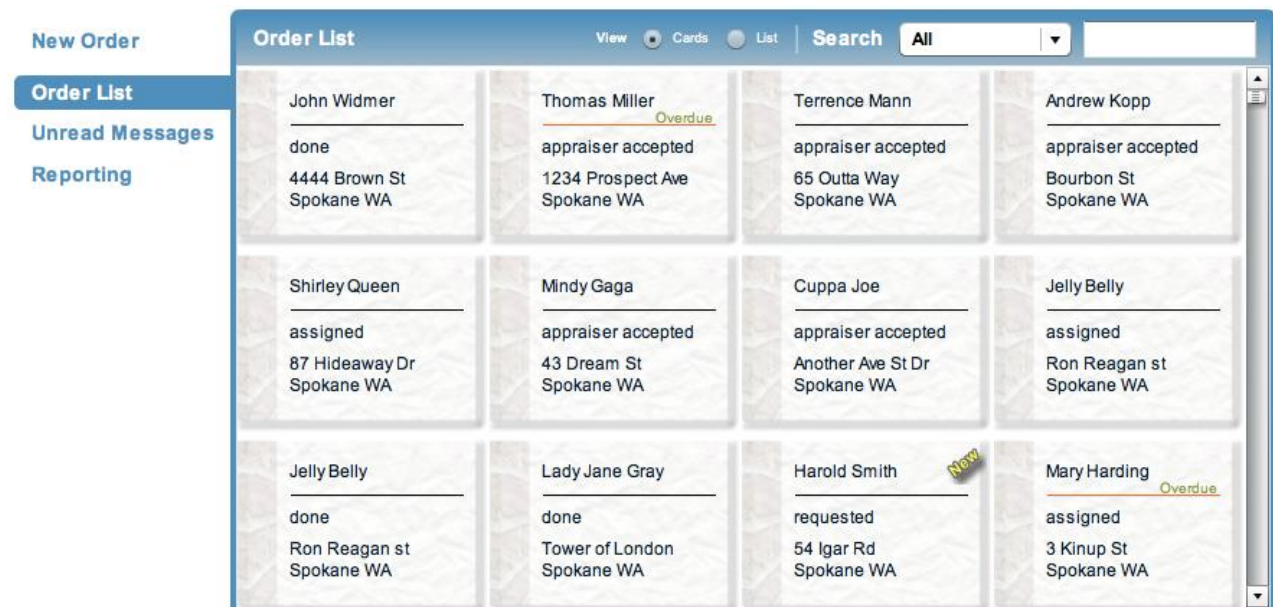 New Order
Order List
Unread Messages
Reporting
Order List View Cards List Search All
John Widmer
done
4444 Brown St
Spokane WA
Thomas Miller
Overdue
appraiser accepted
1234 Prospect Ave
Spokane WA
Terrence Mann
appraiser accepted
65 Outta Way
Spokane WA
Andrew Kopp
appraiser accepted
Bourbon St
Spokane WA
Shirley Queen
assigned
87 Hideaway Dr
Spokane WA
Mindy Gaga
appraiser accepted
43 Dream St
Spokane WA
Cuppa Joe
appraiser accepted
Another Ave St Dr
Spokane WA
Jelly Belly
assigned
Ron Reagan st
Spokane WA
Jelly Belly
done
Ron Reagan st
Spokane WA
Lady Jane Gray
done
Tower of London
Spokane WA
Harold Smith
New
requested
54 Igar Rd
Spokane WA
Mary Harding
Overdue
assigned
3 Kinup St
Spokane WA